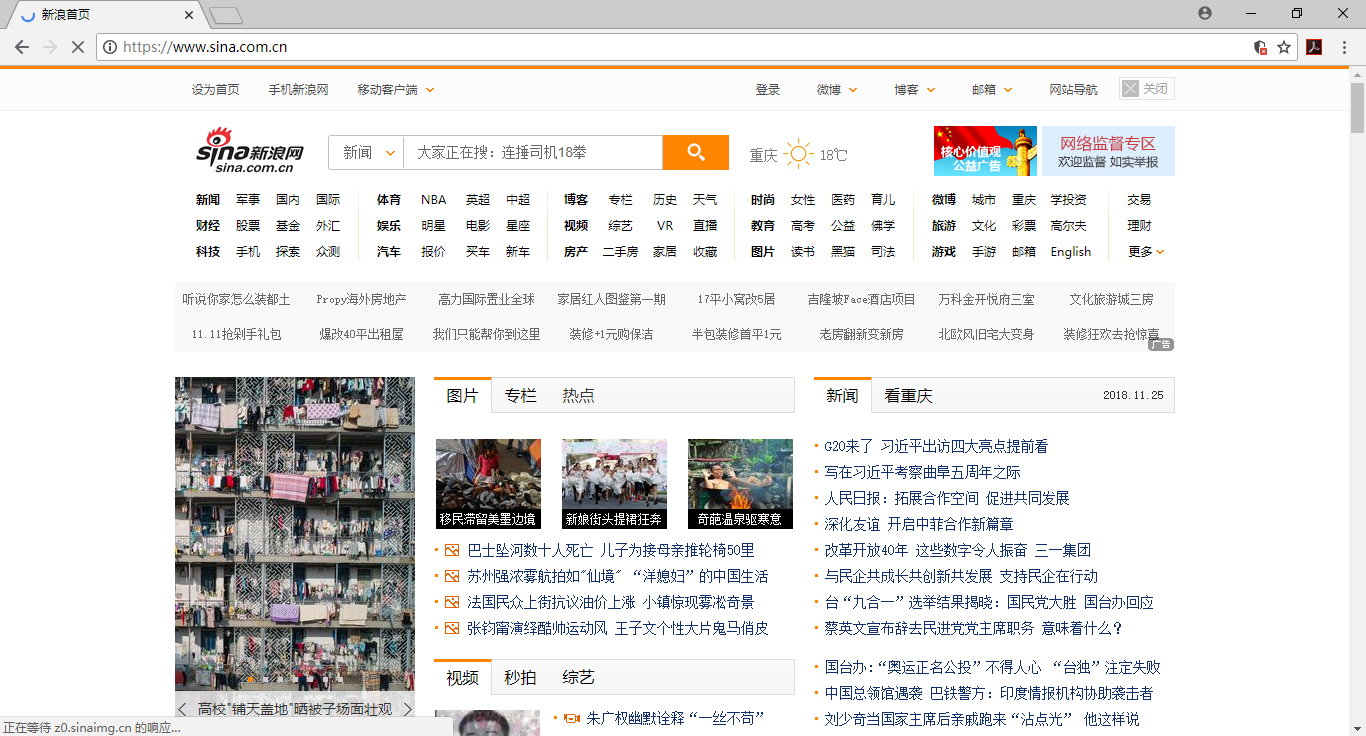 新浪首页
https://www.sina.com.cn
设为首页 手机新浪网 移动客户端 登录 微博 博客 邮箱 网站导航 关闭
sina新浪网
sina.com.cn
新闻 大家正在搜：连捶司机18拳
重庆 18℃
核心价值观
公益广告
网络监督专区
欢迎监督 如实举报
新闻 军事 国内 国际 体育 NBA 英超 中超 博客 专栏 历史 天气 时尚 女性 医药 育儿 微博 城市 重庆 学投资 交易
财经 股票 基金 外汇 娱乐 明星 电影 星座 视频 综艺 VR 直播 教育 高考 公益 佛学 旅游 文化 彩票 高尔夫 理财
科技 手机 探索 众测 汽车 报价 买车 新车 房产 二手房 家居 收藏 图片 读书 黑猫 司法 游戏 手游 邮箱 English 更多
听说你家怎么装都土 Propy海外房地产 高力国际置业全球 家居红人图鉴第一期 17平小窝改5居 吉隆坡Face酒店项目 万科金开悦府三室 文化旅游城三房
11.11抢剁手礼包 爆改40平出租屋 我们只能帮你到这里 装修+1元购保洁 半包装修首平1元 老房翻新变新房 北欧风旧宅大变身 装修狂欢去抢惊喜
广告
高校"铺天盖地"晒被子场面壮观
图片 专栏 热点
移民滞留美墨边境 新娘街头提裙狂奔 奇葩温泉驱寒意
巴士坠河数十人死亡 儿子为接母亲推轮椅50里
苏州强浓雾航拍如"仙境" “洋媳妇”的中国生活
法国民众上街抗议油价上涨 小镇惊现雾凇奇景
张钧甯演绎酷帅运动风 王子文个性大片鬼马俏皮
视频 秒拍 综艺
朱广权幽默诠释“一丝不苟”
新闻 看重庆 2018.11.25
G20来了 习近平出访四大亮点提前看
写在习近平考察曲阜五周年之际
人民日报：拓展合作空间 促进共同发展
深化友谊 开启中菲合作新篇章
改革开放40年 这些数字令人振奋 三一集团
与民企共成长共创新共发展 支持民企在行动
台“九合一”选举结果揭晓：国民党大胜 国台办回应
蔡英文宣布辞去民进党党主席职务 意味着什么？
国台办:“奥运正名公投”不得人心 “台独”注定失败
中国总领馆遇袭 巴铁警方：印度情报机构协助袭击者
刘少奇当国家主席后亲戚跑来“沾点光” 他这样说
正在等待 z0.sinaimg.cn 的响应...